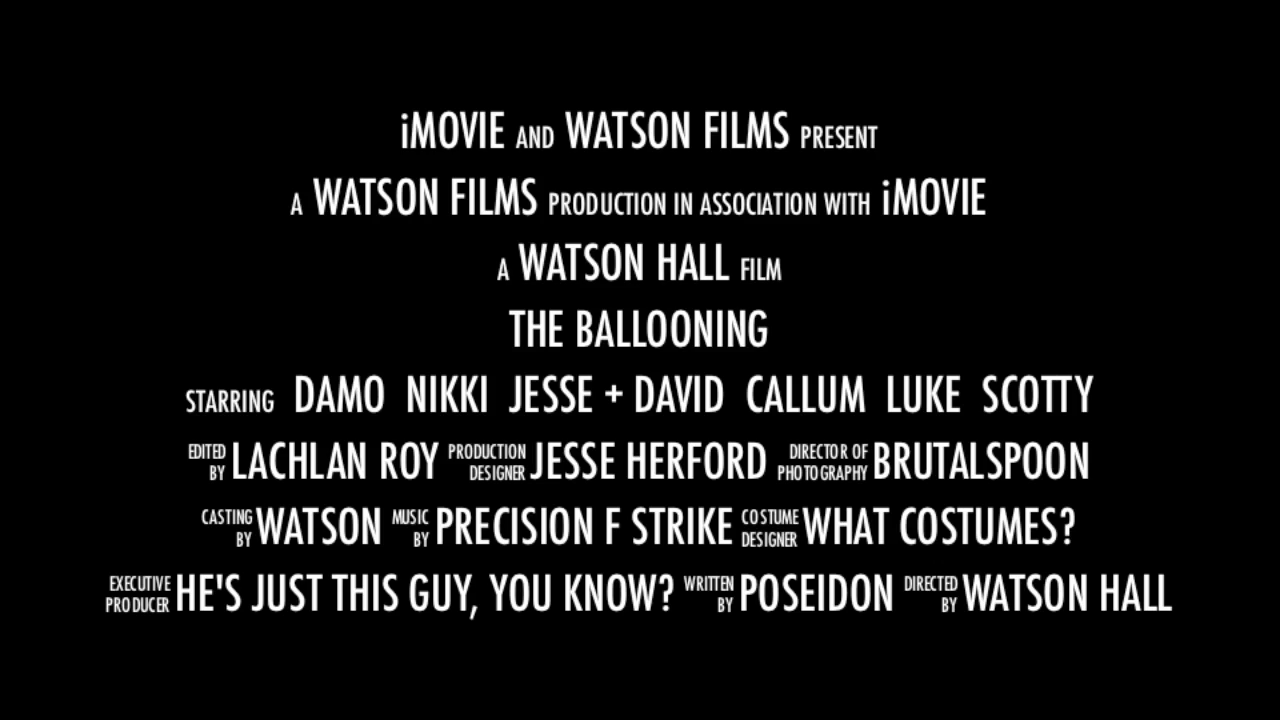 iMOVIE AND WATSON FILMS PRESENT
A WATSON FILMS PRODUCTION IN ASSOCIATION WITH iMOVIE
A WATSON HALL FILM
THE BALLOONING
STARRING DAMO NIKKI JESSE + DAVID CALLUM LUKE SCOTTY
EDITED BY LACHLAN ROY PRODUCTION DESIGNER JESSE HERFORD DIRECTOR OF PHOTOGRAPHY BRUTALSPOON
CASTING BY WATSON MUSIC BY PRECISION F STRIKE COSTUME DESIGNER WHAT COSTUMES?
EXECUTIVE PRODUCER HE'S JUST THIS GUY, YOU KNOW? WRITTEN BY POSEIDON DIRECTED BY WATSON HALL